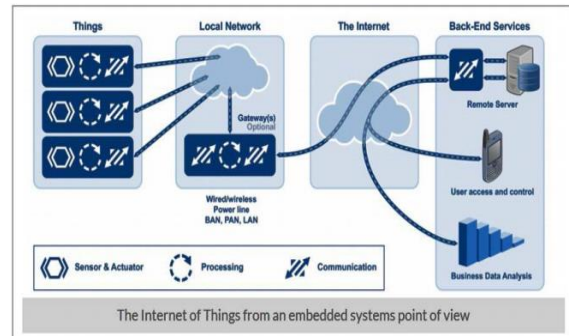 Things
Local Network
The Internet
Back-End Services
Gateway(s)
Optional
Remote Server
Wired/wireless
Power line
BAN, PAN, LAN
User access and control
Business Data Analysis
Sensor & Actuator
Processing
Communication
The Internet of Things from an embedded systems point of view